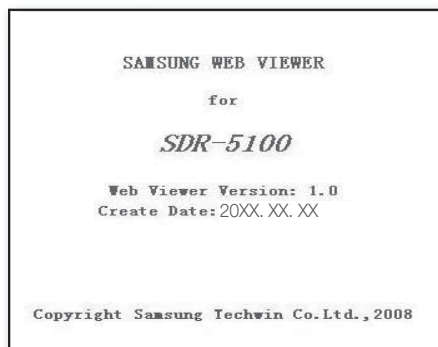 SAMSUNG WEB VIEWER
for
SDR-5100
Web Viewer Version: 1.0
Create Date: 20XX. XX. XX
Copyright Samsung Techwin Co.Ltd.,2008